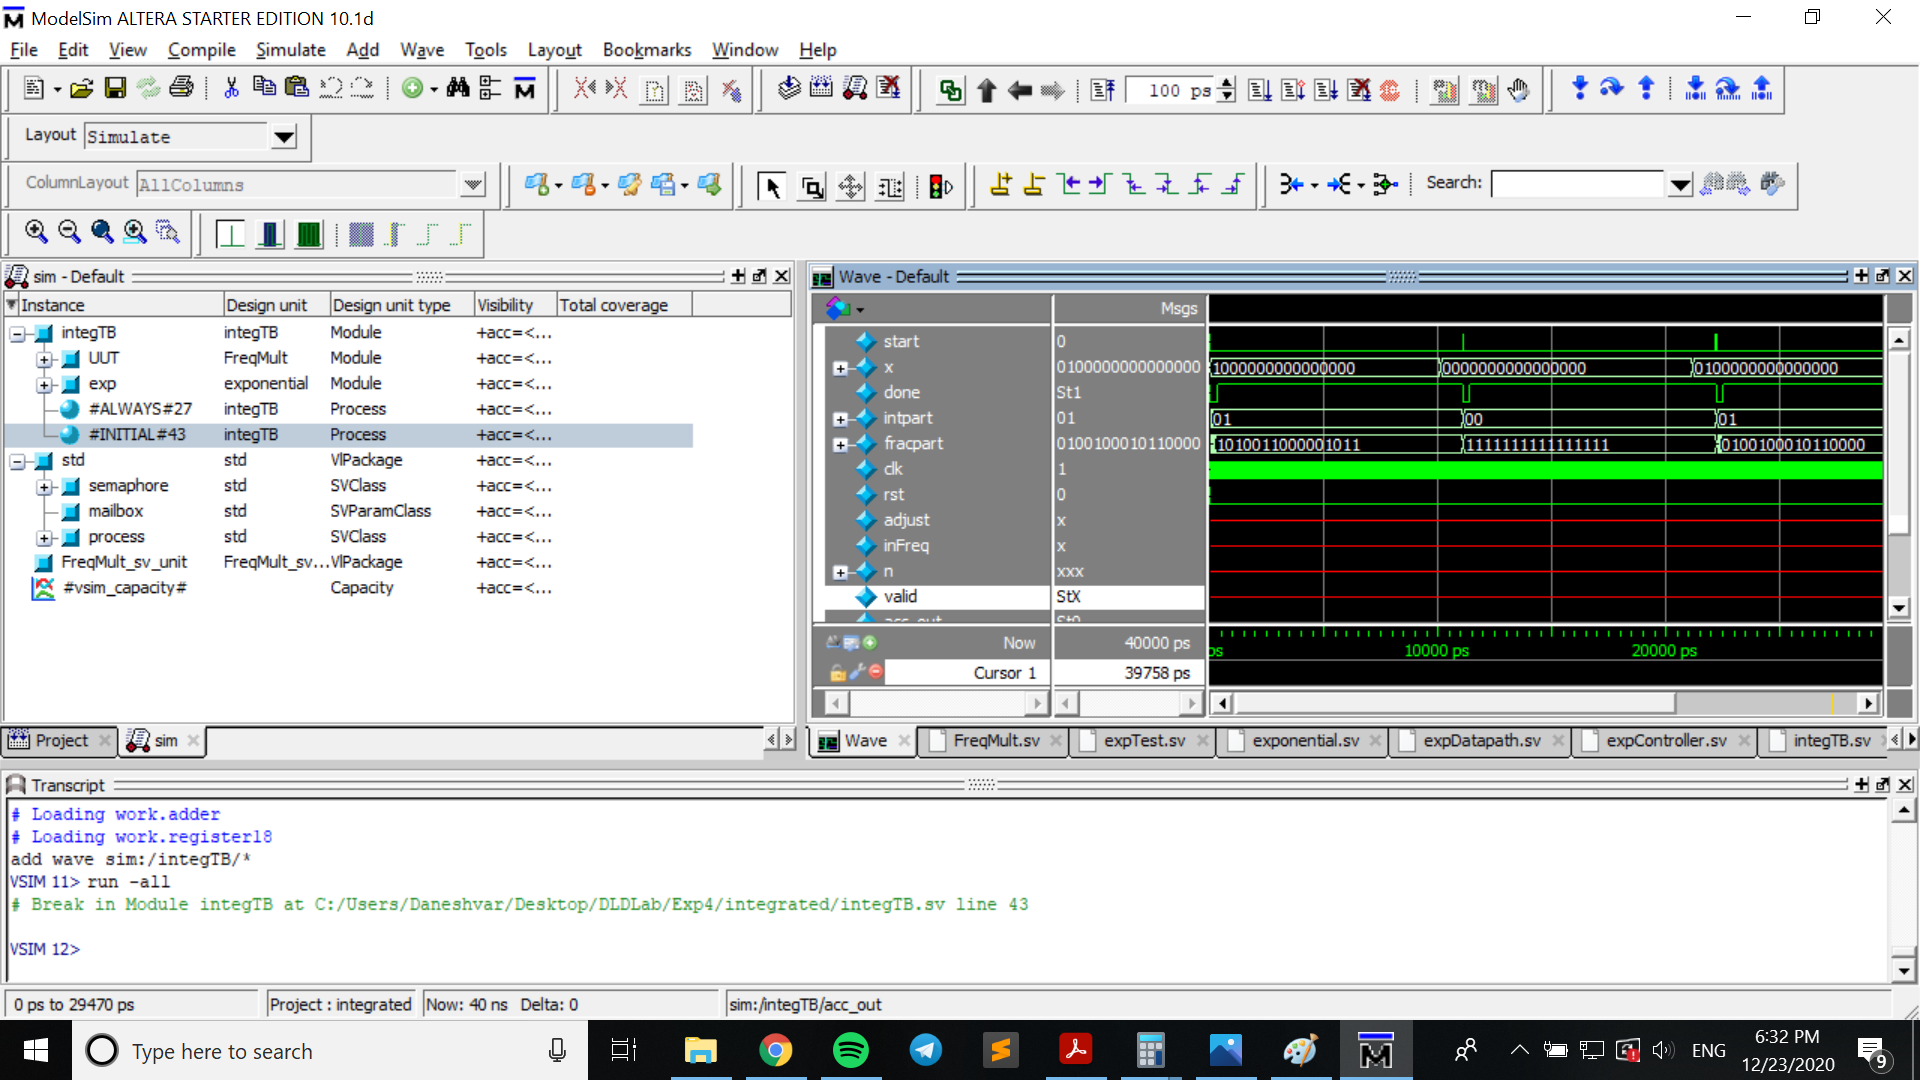 ModelSim ALTERA STARTER EDITION 10.1d
File Edit View Compile Simulate Add Wave Tools Layout Bookmarks Window Help
100 ps
Layout Simulate
ColumnLayout AllColumns
Search:
sim - Default
Instance Design unit Design unit type Visibility Total coverage
integTB integTB Module +acc=<...
UUT FreqMult Module +acc=<...
exp exponential Module +acc=<...
#ALWAYS#27 integTB Process +acc=<...
#INITIAL#43 integTB Process +acc=<...
std std VlPackage +acc=<...
semaphore std SVClass +acc=<...
mailbox std SVParamClass +acc=<...
process std SVClass +acc=<...
FreqMult_sv_unit FreqMult_sv... VlPackage +acc=<...
#vsim_capacity# Capacity +acc=<...
Project sim
Wave - Default
Msgs
start 0
x 0100000000000000 1000000000000000 0000000000000000 0100000000000000
done St1
intpart 01 01 00 01
fracpart 0100100010110000 1010011000001011 1111111111111111 0100100010110000
clk 1
rst 0
adjust x
inFreq x
n xxx
valid StX
acc_out St0
Now 40000 ps ps 10000 ps 20000 ps
Cursor 1 39758 ps
Wave FreqMult.sv expTest.sv exponential.sv expDatapath.sv expController.sv integTB.sv
Transcript
# Loading work.adder
# Loading work.register18
add wave sim:/integTB/*
VSIM 11> run -all
# Break in Module integTB at C:/Users/Daneshvar/Desktop/DLDLab/Exp4/integrated/integTB.sv line 43
VSIM 12>
0 ps to 29470 ps Project : integrated Now: 40 ns Delta: 0 sim:/integTB/acc_out
Type here to search
ENG
6:32 PM
12/23/2020
9